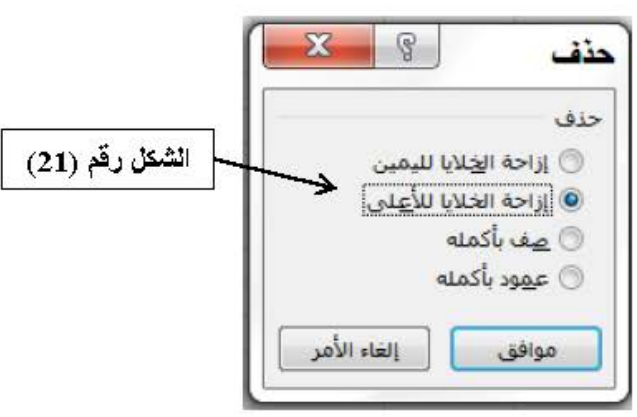 حذف
حذف
إزاحة الخلايا لليمين
إزاحة الخلايا للأعلى
صف بأكمله
عمود بأكمله
موافق
إلغاء الأمر
الشكل رقم (21)